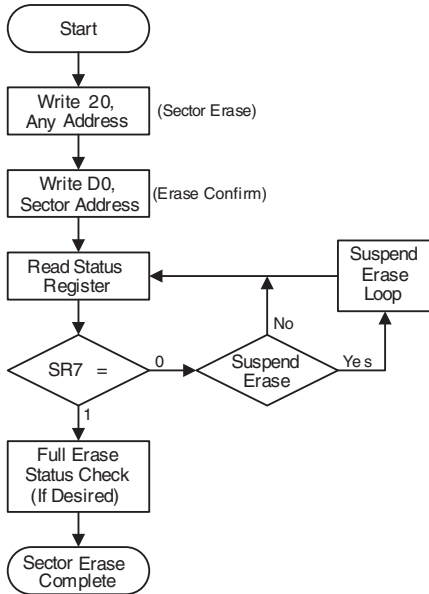 Start
Write 20,
Any Address
(Sector Erase)
Write D0,
Sector Address
(Erase Confirm)
Read Status
Register
Suspend
Erase
Loop
No
SR7 =
0
Suspend
Erase
Yes
1
Full Erase
Status Check
(If Desired)
Sector Erase
Complete